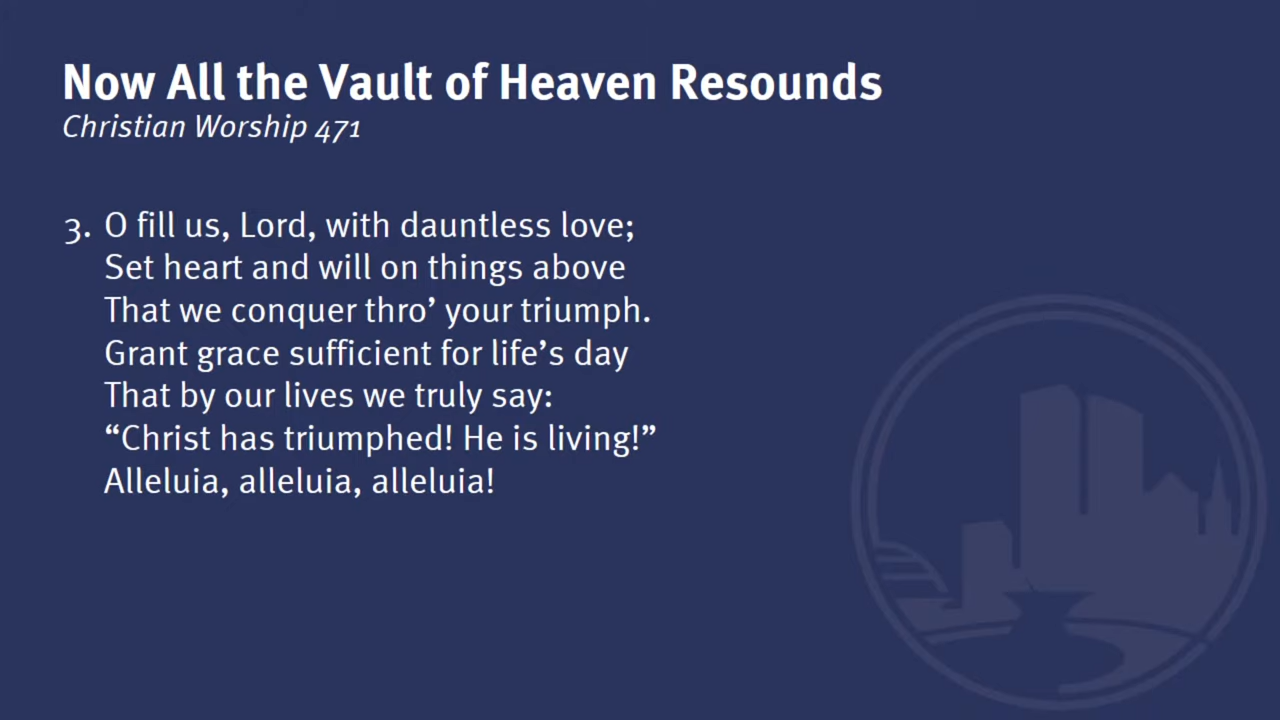 Now All the Vault of Heaven Resounds
Christian Worship 471
3. O fill us, Lord, with dauntless love;
Set heart and will on things above
That we conquer thro’ your triumph.
Grant grace sufficient for life’s day
That by our lives we truly say:
“Christ has triumphed! He is living!”
Alleluia, alleluia, alleluia!